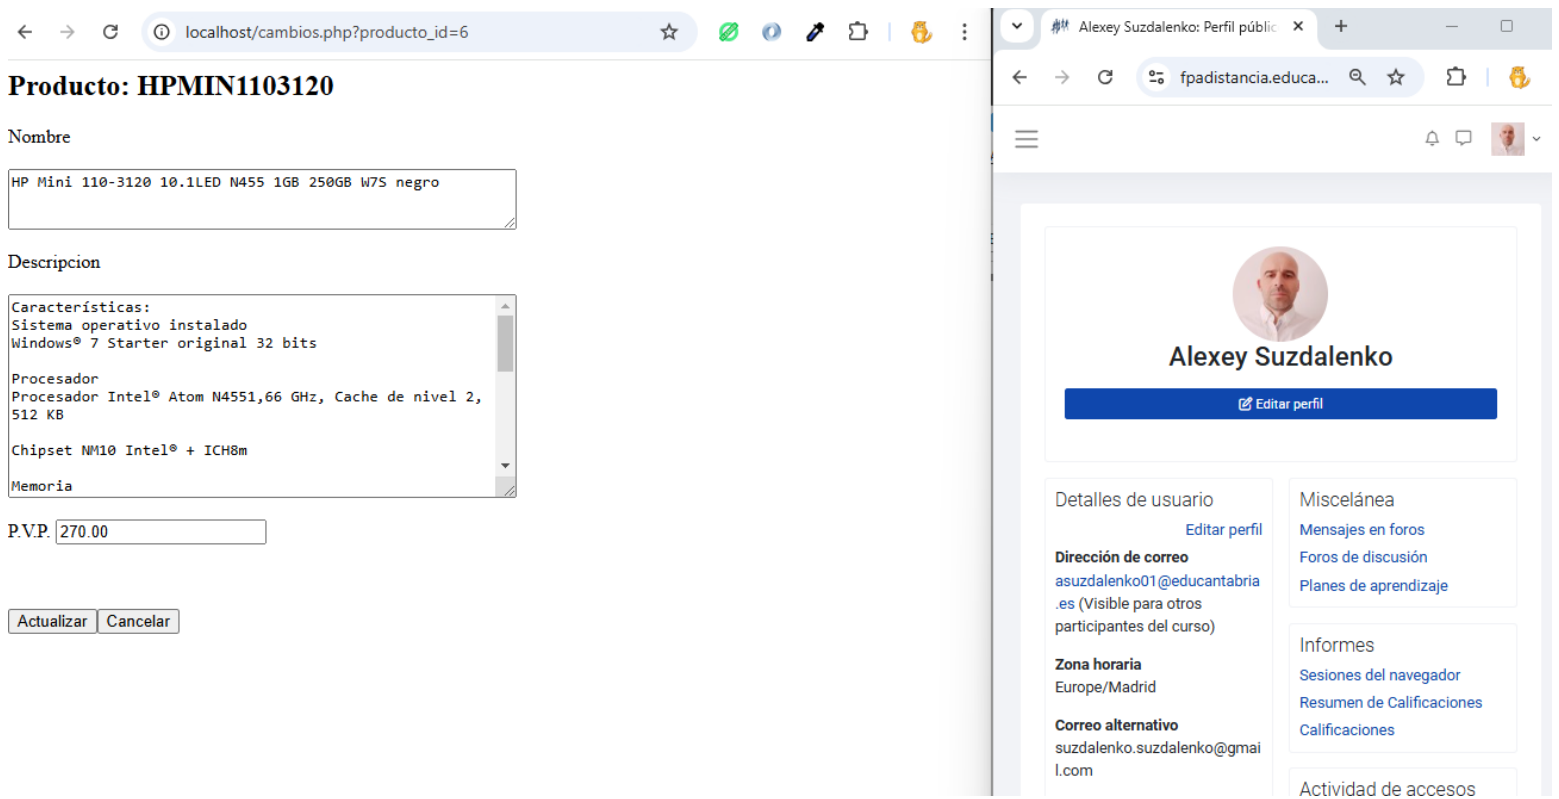 localhost/cambios.php?producto_id=6
Producto: HPMIN1103120
Nombre
HP Mini 110-3120 10.1LED N455 1GB 250GB W7S negro
Descripcion
Características:
Sistema operativo instalado
Windows® 7 Starter original 32 bits
Procesador
Procesador Intel® Atom N4551,66 GHz, Cache de nivel 2,
512 KB
Chipset NM10 Intel® + ICH8m
Memoria
P.V.P. 270.00
Actualizar Cancelar
Alexey Suzdalenko: Perfil públic
fpadistancia.educa...
Alexey Suzdalenko
Editar perfil
Detalles de usuario
Editar perfil
Dirección de correo
asuzdalenko01@educantabria
.es (Visible para otros
participantes del curso)
Zona horaria
Europe/Madrid
Correo alternativo
suzdalenko.suzdalenko@gmai
l.com
Miscelánea
Mensajes en foros
Foros de discusión
Planes de aprendizaje
Informes
Sesiones del navegador
Resumen de Calificaciones
Calificaciones
Actividad de accesos